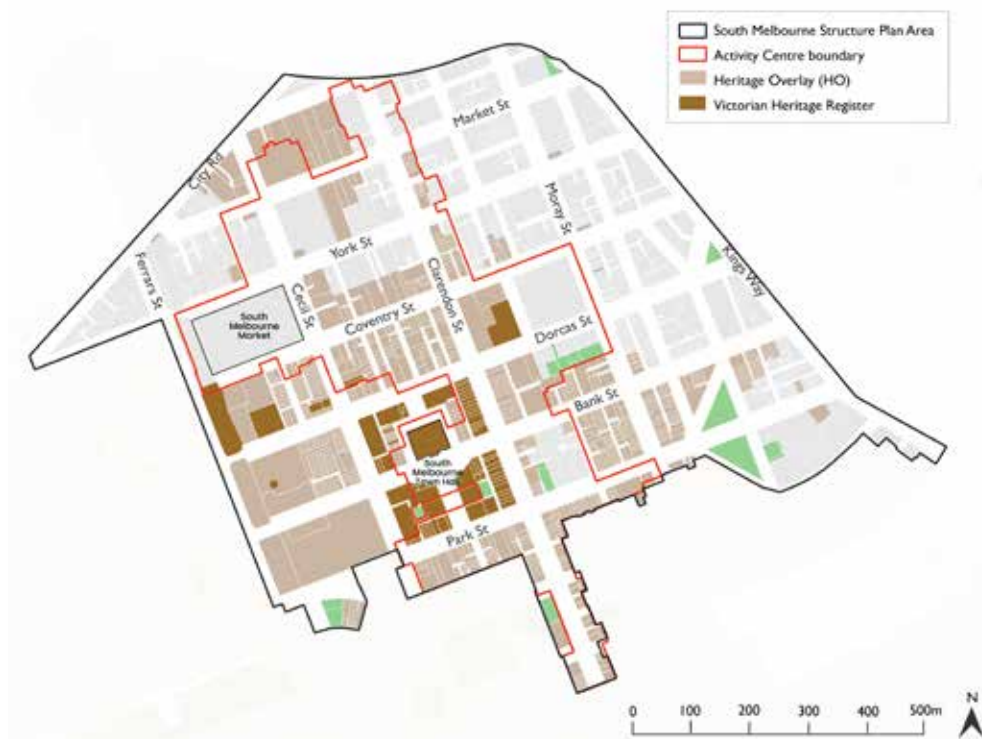 South Melbourne Structure Plan Area
Activity Centre boundary
Heritage Overlay (HO)
Victorian Heritage Register
Market St
City Rd
Moray St
York St
Kings Way
Ferrars St
Clarendon St
Cecil St
South
Melbourne
Market
Coventry St
Dorcas St
Bank St
South
Melbourne
Town Hall
Park St
0 100 200 300 400 500m
N